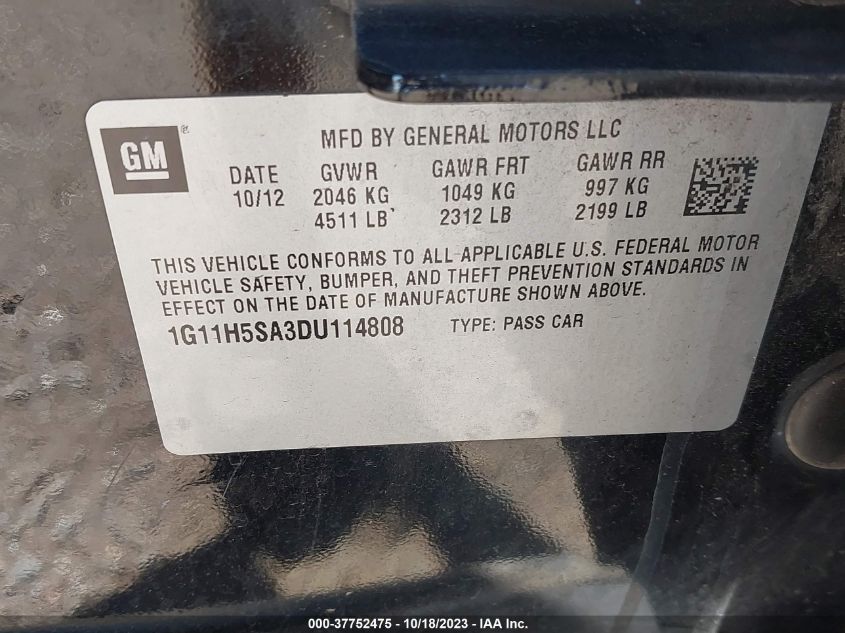 GM®
MFD BY GENERAL MOTORS LLC
DATE GVWR GAWR FRT GAWR RR
10/12 2046 KG 1049 KG 997 KG
4511 LB 2312 LB 2199 LB
THIS VEHICLE CONFORMS TO ALL APPLICABLE U.S. FEDERAL MOTOR
VEHICLE SAFETY, BUMPER, AND THEFT PREVENTION STANDARDS IN
EFFECT ON THE DATE OF MANUFACTURE SHOWN ABOVE.
1G11H5SA3DU114808 TYPE: PASS CAR
000-37752475 - 10/18/2023 - IAA Inc.